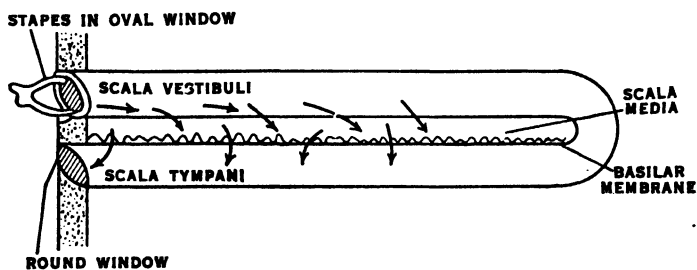 STAPES IN OVAL WINDOW
SCALA VESTIBULI
SCALA
MEDIA
SCALA TYMPANI
BASILAR
MEMBRANE
ROUND WINDOW